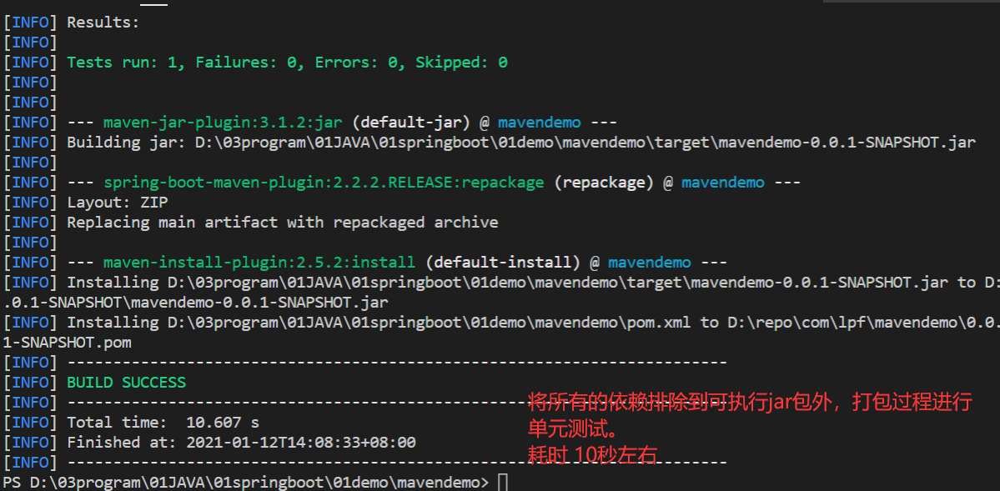 [INFO] Results:
[INFO]
[INFO] Tests run: 1, Failures: 0, Errors: 0, Skipped: 0
[INFO]
[INFO]
[INFO] --- maven-jar-plugin:3.1.2:jar (default-jar) @ mavendemo ---
[INFO] Building jar: D:\03program\01JAVA\01springboot\01demo\mavendemo\target\mavendemo-0.0.1-SNAPSHOT.jar
[INFO]
[INFO] --- spring-boot-maven-plugin:2.2.2.RELEASE:repackage (repackage) @ mavendemo ---
[INFO] Layout: ZIP
[INFO] Replacing main artifact with repackaged archive
[INFO]
[INFO] --- maven-install-plugin:2.5.2:install (default-install) @ mavendemo ---
[INFO] Installing D:\03program\01JAVA\01springboot\01demo\mavendemo\target\mavendemo-0.0.1-SNAPSHOT.jar to D:
.0.1-SNAPSHOT\mavendemo-0.0.1-SNAPSHOT.jar
[INFO] Installing D:\03program\01JAVA\01springboot\01demo\mavendemo\pom.xml to D:\repo\com\lpf\mavendemo\0.0.
1-SNAPSHOT.pom
[INFO] ------------------------------------------------------------------------
[INFO] BUILD SUCCESS
[INFO] ------------------------------------------------------------------------
将所有的依赖排除到可执行jar包外，打包过程进行
[INFO] Total time:  10.607 s
单元测试。
[INFO] Finished at: 2021-01-12T14:08:33+08:00
耗时 10秒左右
[INFO] ------------------------------------------------------------------------
PS D:\03program\01JAVA\01springboot\01demo\mavendemo>